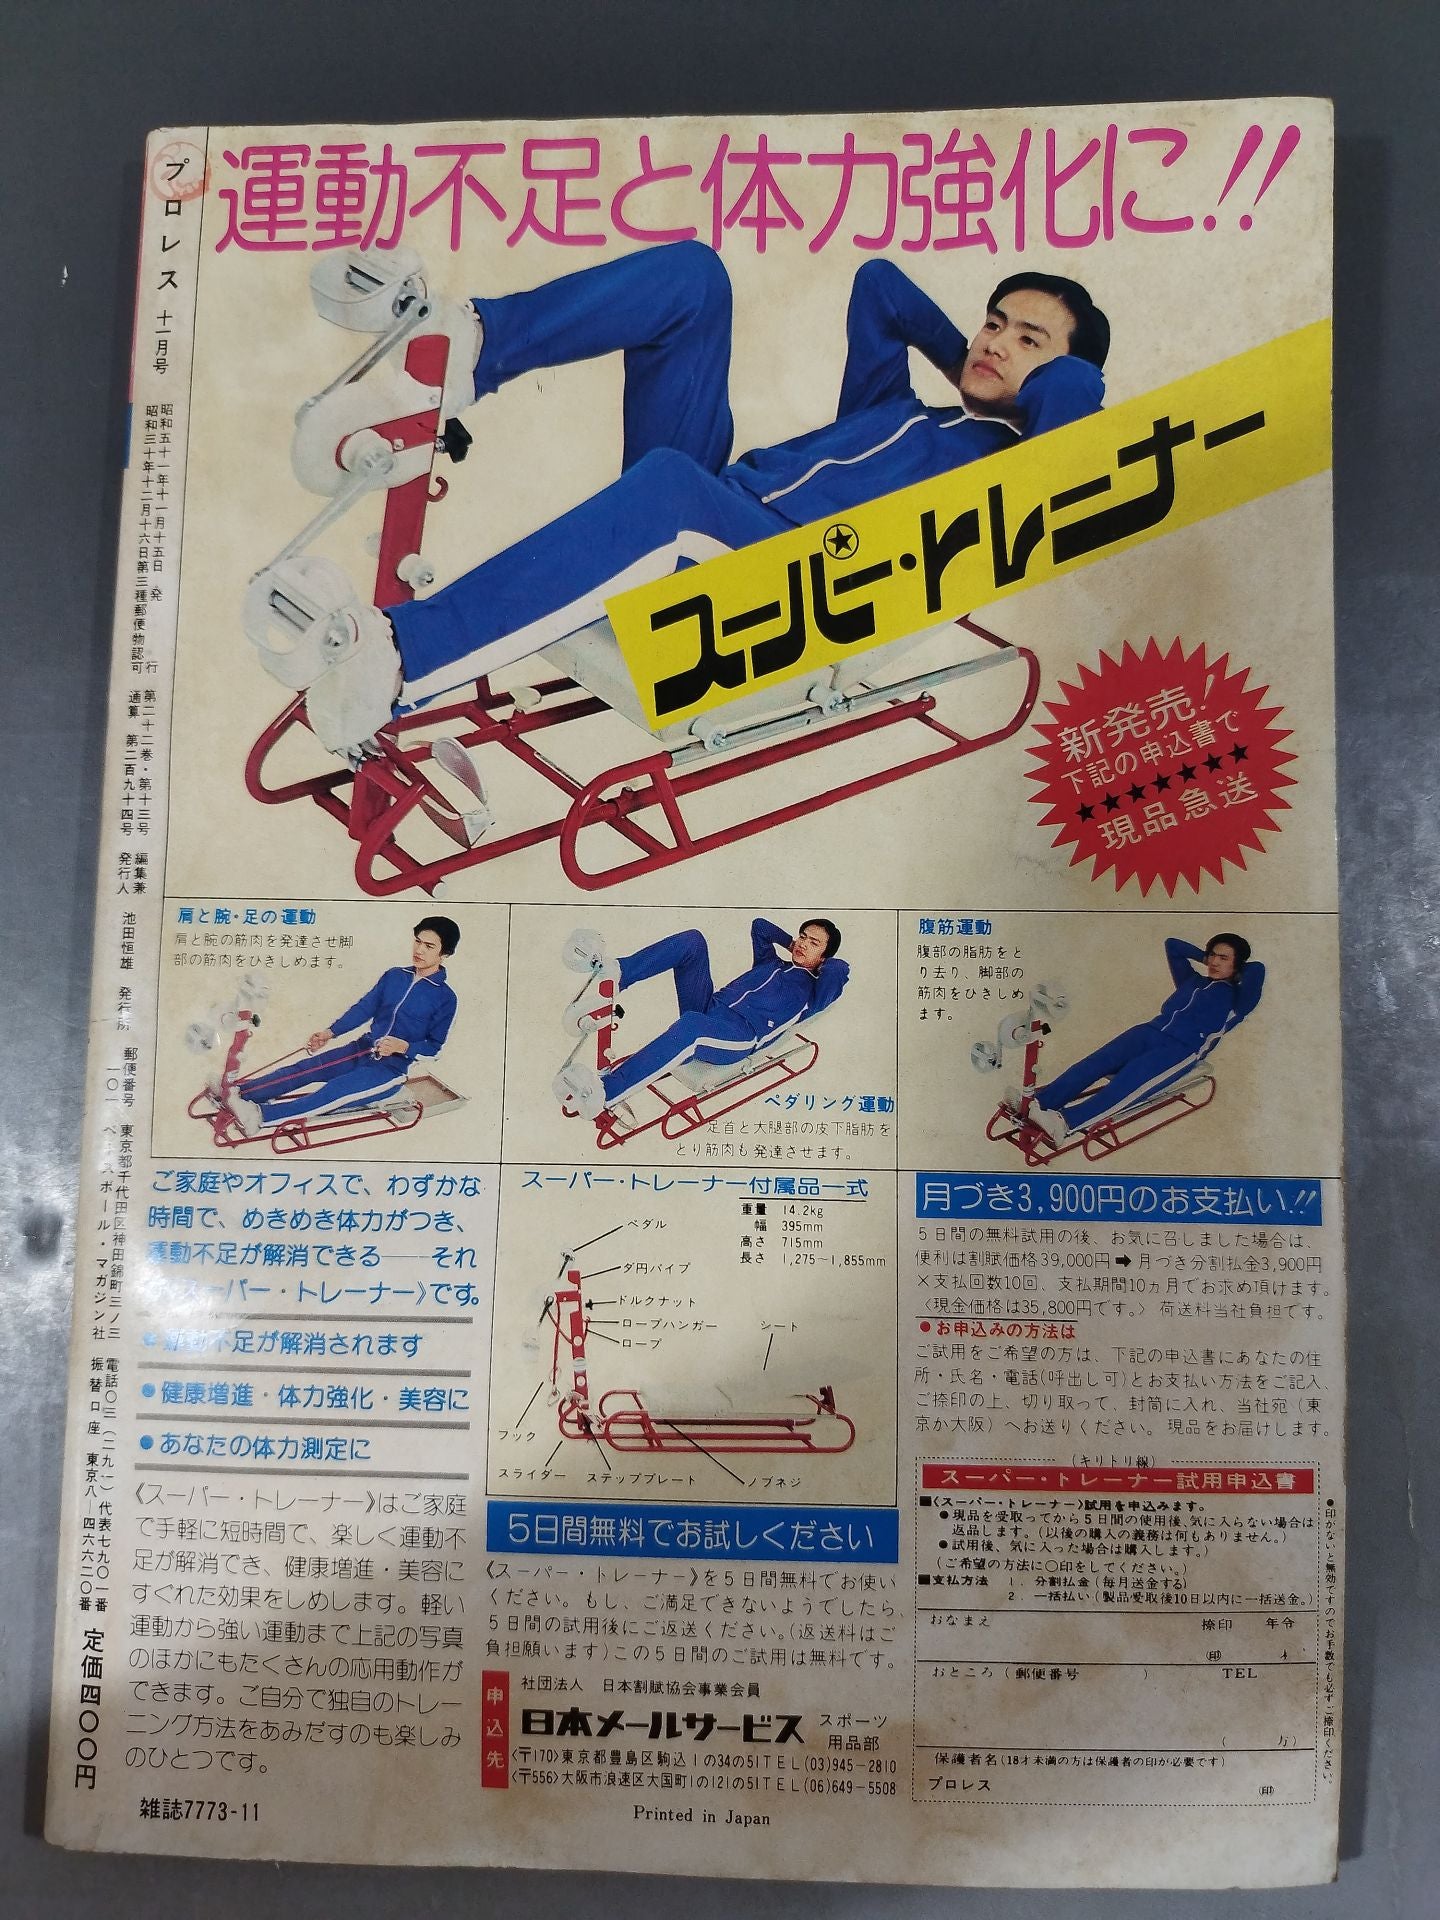 運動不足と体力強化に!!
スーパー・トレーナー
新発売!
下記の申込書で
★★★★★★★
現品急送
プロレス 十一月号
昭和五十一年十一月十五日 発行
昭和三十年十二月十六日第三種郵便物認可
第二十二巻・第十三号
通算 第二百九十四号
編集兼
発行人
池田恒雄
発行所
郵便番号
一〇一
東京都千代田区神田錦町三ノ三
ベースボール・マガジン社
電話〇三(二九一)代表七九〇一番
振替口座 東京八―四六六二〇番
定価四〇〇円
肩と腕・足の運動
肩と腕の筋肉を発達させ脚
部の筋肉をひきしめます。
ペダリング運動
足首と大腿部の皮下脂肪を
とり筋肉も発達させます。
腹筋運動
腹部の脂肪をと
り去り、脚部の
筋肉をひきしめ
ます。
ご家庭やオフィスで、わずかな
時間で、めきめき体力がつき、
運動不足が解消できる――それ
スーパー・トレーナー》です。
運動不足が解消されます
●健康増進・体力強化・美容に
●あなたの体力測定に
《スーパー・トレーナー》はご家庭
で手軽に短時間で、楽しく運動不
足が解消でき、健康増進・美容に
すぐれた効果をしめします。軽い
運動から強い運動まで上記の写真
のほかにもたくさんの応用動作が
できます。ご自分で独自のトレー
ニング方法をあみだすのも楽しみ
のひとつです。
雑誌7773-11
スーパー・トレーナー付属品一式
重量 14.2kg
幅 395mm
高さ 715mm
長さ 1,275～1,855mm
ペダル
ダ円パイプ
ドルクナット
ロープハンガー
ロープ
シート
フック
スライダー
ステッププレート
ノブネジ
5日間無料でお試しください
《スーパー・トレーナー》を5日間無料でお使い
ください。もし、ご満足できないようでしたら、
5日間の試用後にご返送ください。(返送料はご
負担願います)この5日間のご試用は無料です。
申込先
社団法人 日本割賦協会事業会員
日本メールサービス スポーツ
用品部
〈〒170〉東京都豊島区駒込1の34の5 TEL(03)945-2810
〈〒556〉大阪市浪速区大国町1の121の5 TEL(06)649-5508
Printed in Japan
月づき3,900円のお支払い!!
5日間の無料試用の後、お気に召しました場合は、
便利は割賦価格39,000円➡月づき分割払金3,900円
×支払回数10回、支払期間10ヵ月でお求め頂けます。
〈現金価格は35,800円です。〉荷送料当社負担です。
●お申込みの方法は
ご試用をご希望の方は、下記の申込書にあなたの住
所・氏名・電話(呼出し可)とお支払い方法をご記入、
ご捺印の上、切り取って、封筒に入れ、当社宛(東
京か大阪)へお送りください。現品をお届けします。
(キリトリ線)
スーパー・トレーナー試用申込書
■《スーパー・トレーナー》試用を申込みます。
●現品を受取ってから5日間の使用後、気に入らない場合は
返品します。(以後の購入の義務は何もありません。)
●試用後、気に入った場合は購入します。)
(ご希望の方法に○印をしてください。)
■支払方法 1. 分割払金(毎月送金する)
2. 一括払い(製品受取後10日以内に一括送金。)
おなまえ 捺印 年令
㊞ 才
おところ(郵便番号 ) TEL
( 方)
保護者名(18才未満の方は保護者の印が必要です)
プロレス ㊞
●印がないと無効ですのでお手数でも必ずご捺印ください。